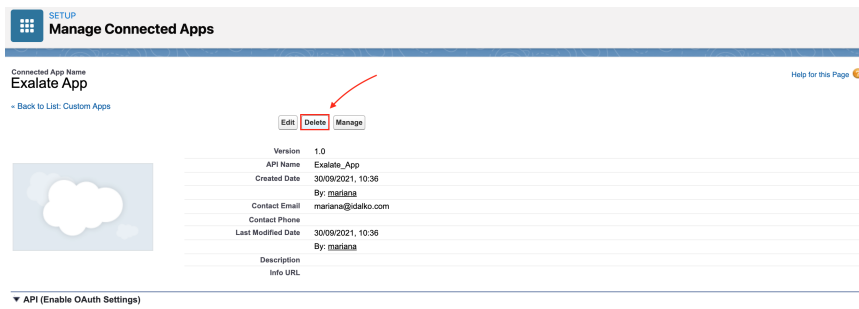 SETUP
Manage Connected Apps
Connected App Name
Exalate App
Help for this Page
« Back to List: Custom Apps
Edit Delete Manage
Version 1.0
API Name Exalate_App
Created Date 30/09/2021, 10:36
By: mariana
Contact Email mariana@idalko.com
Contact Phone
Last Modified Date 30/09/2021, 10:36
By: mariana
Description
Info URL
▼ API (Enable OAuth Settings)